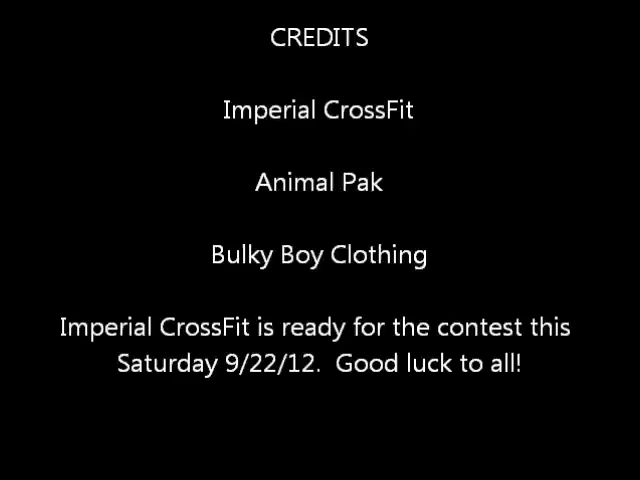 CREDITS
Imperial CrossFit
Animal Pak
Bulky Boy Clothing
Imperial CrossFit is ready for the contest this
Saturday 9/22/12.  Good luck to all!